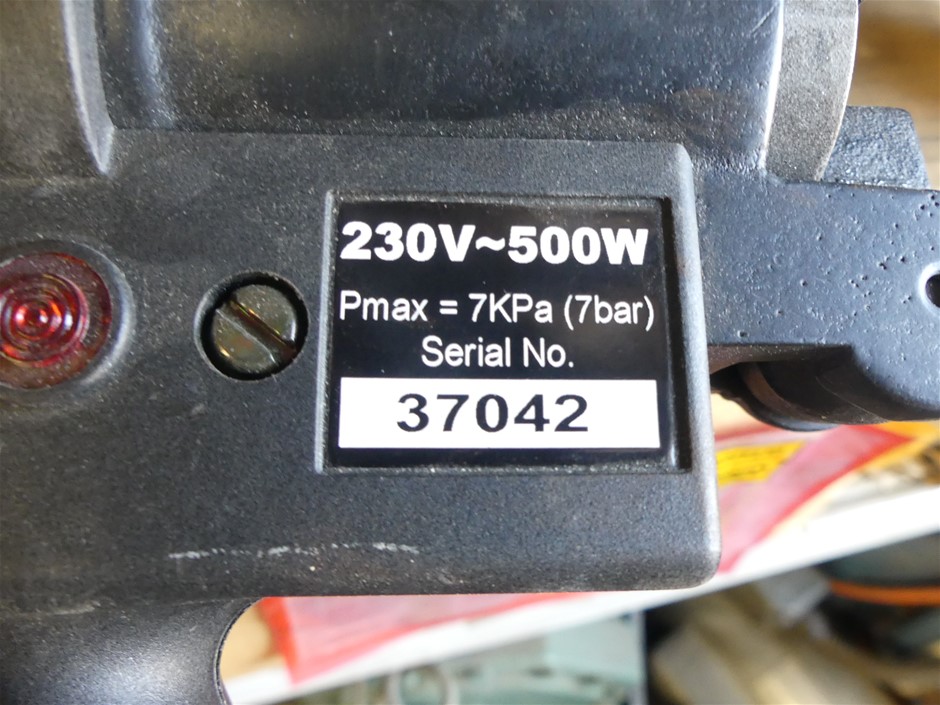 230V~500W
Pmax = 7KPa (7bar)
Serial No.
37042